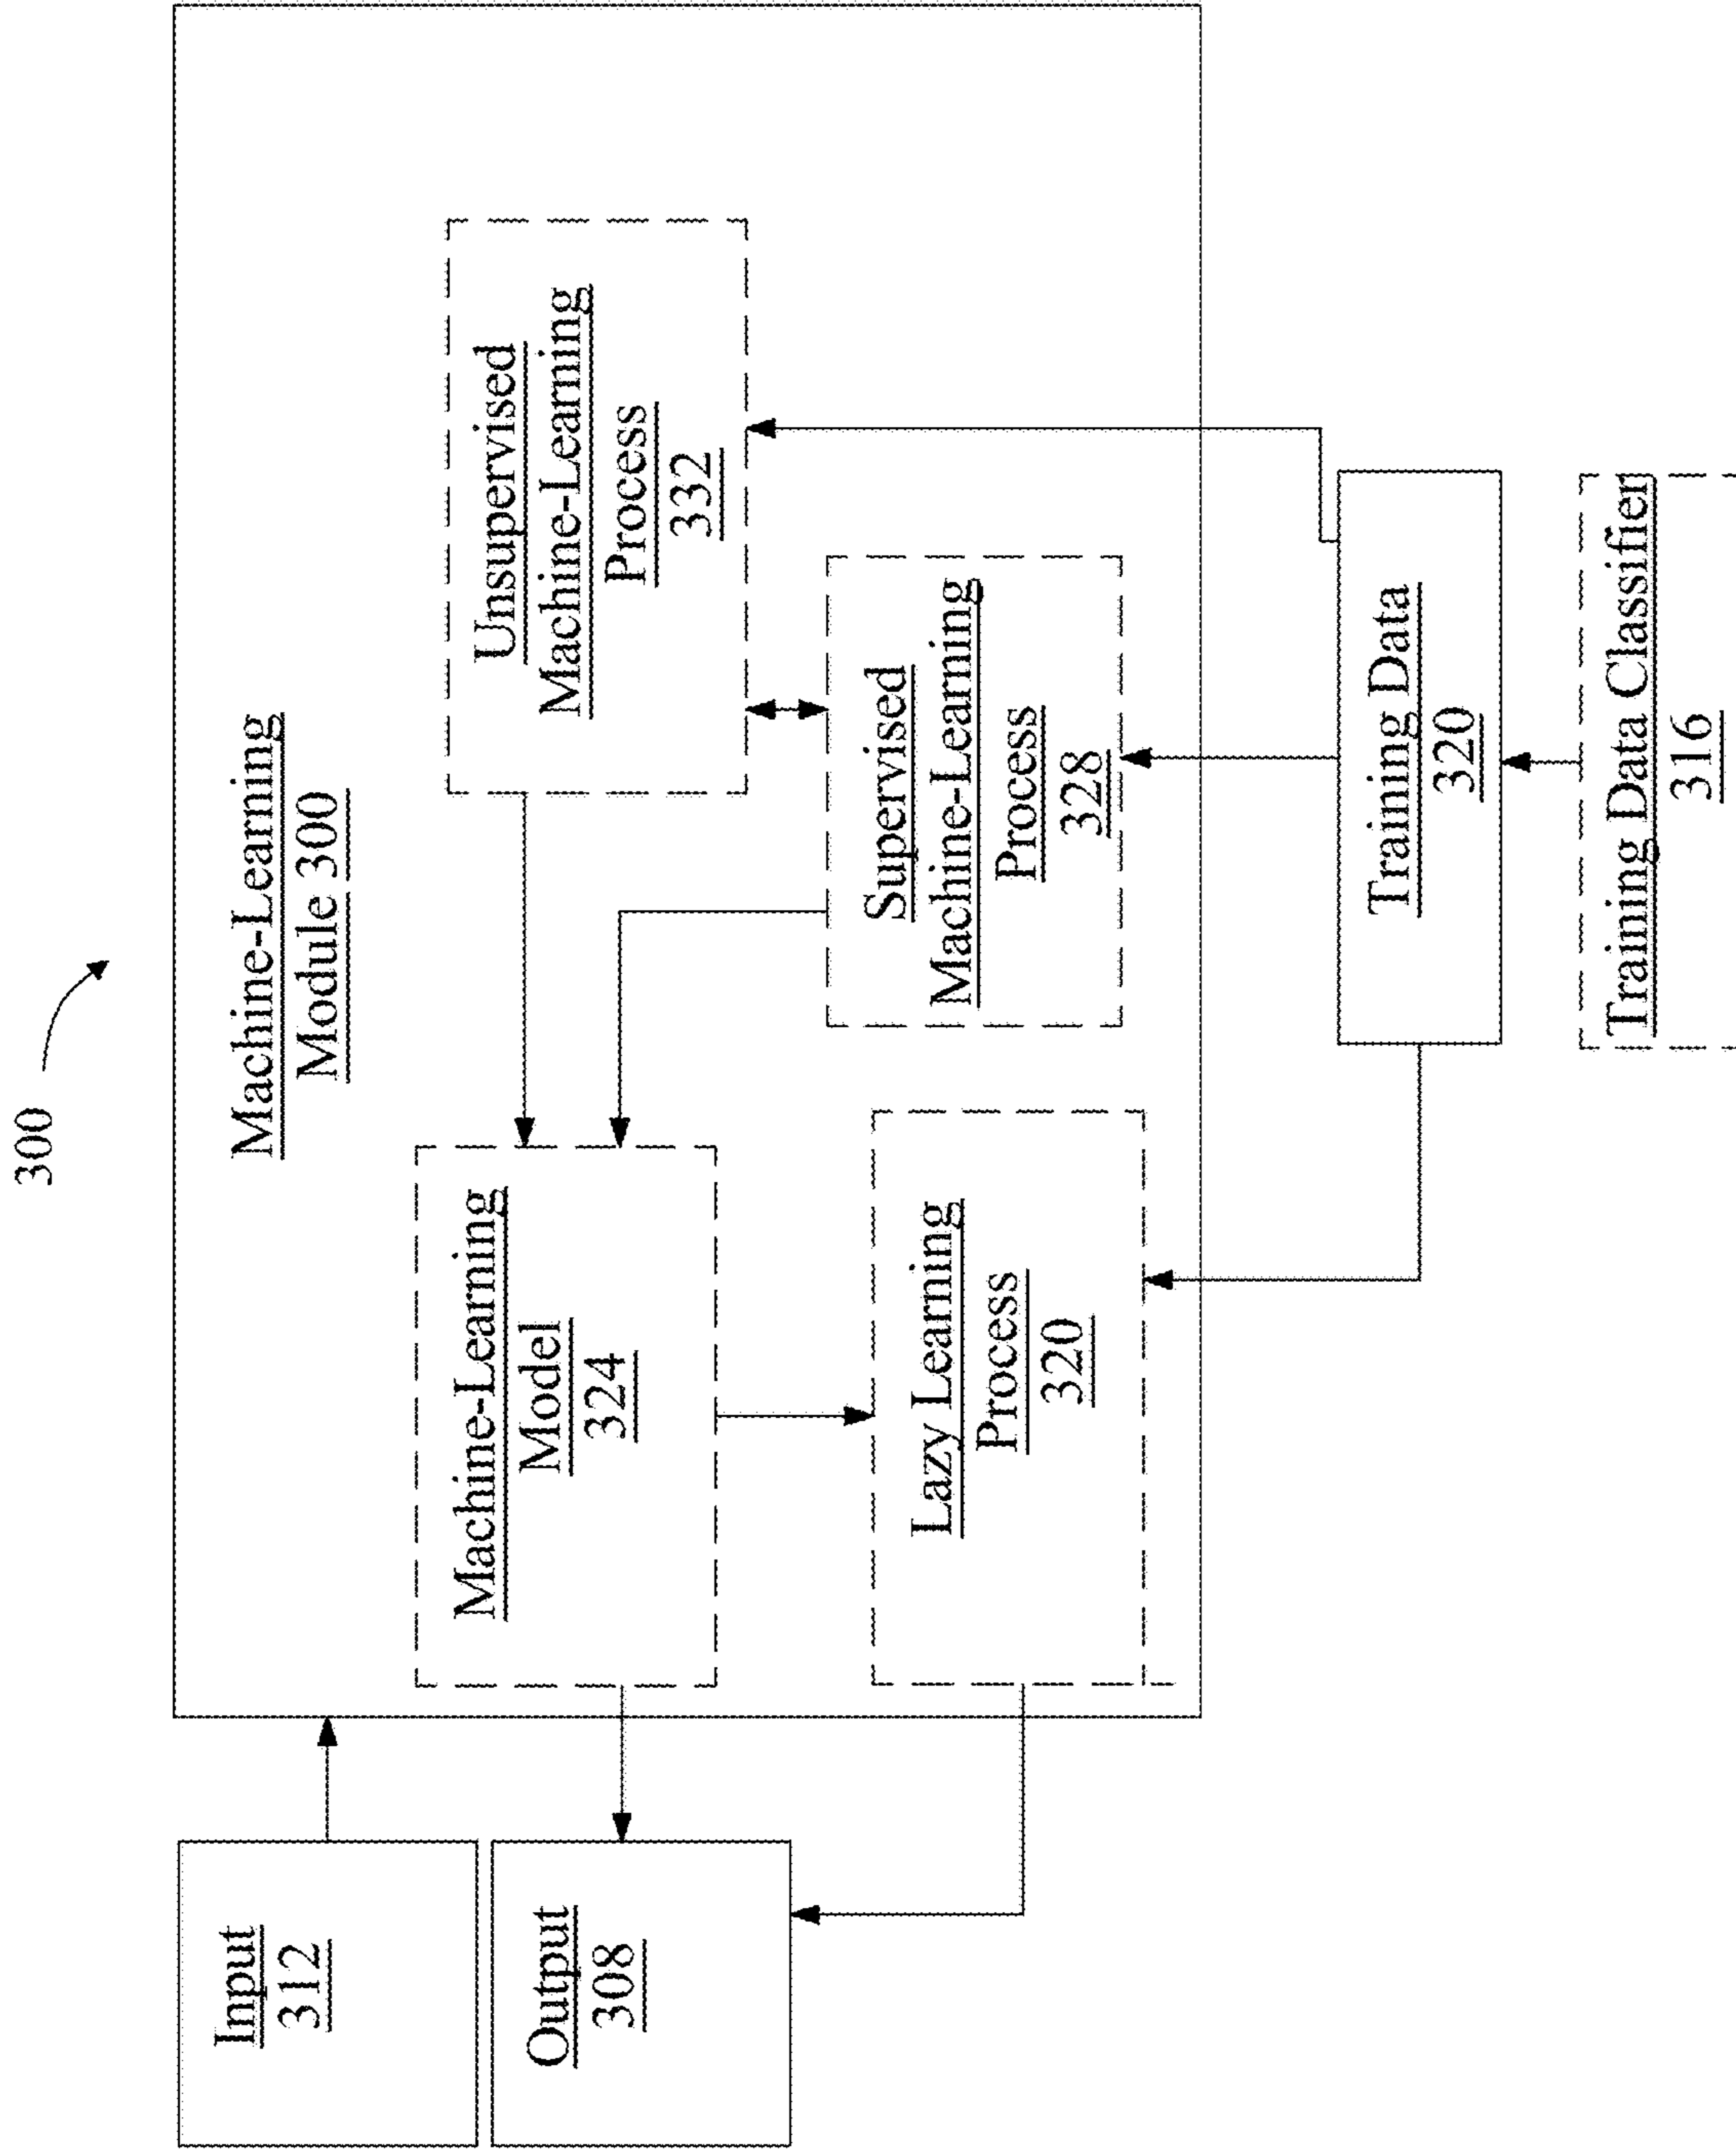 300
Machine-Learning
Module 300
Input
312
Output
308
Machine-Learning
Model
324
Unsupervised
Machine-Learning
Process
332
Lazy Learning
Process
320
Supervised
Machine-Learning
Process
328
Training Data
320
Training Data Classifier
316